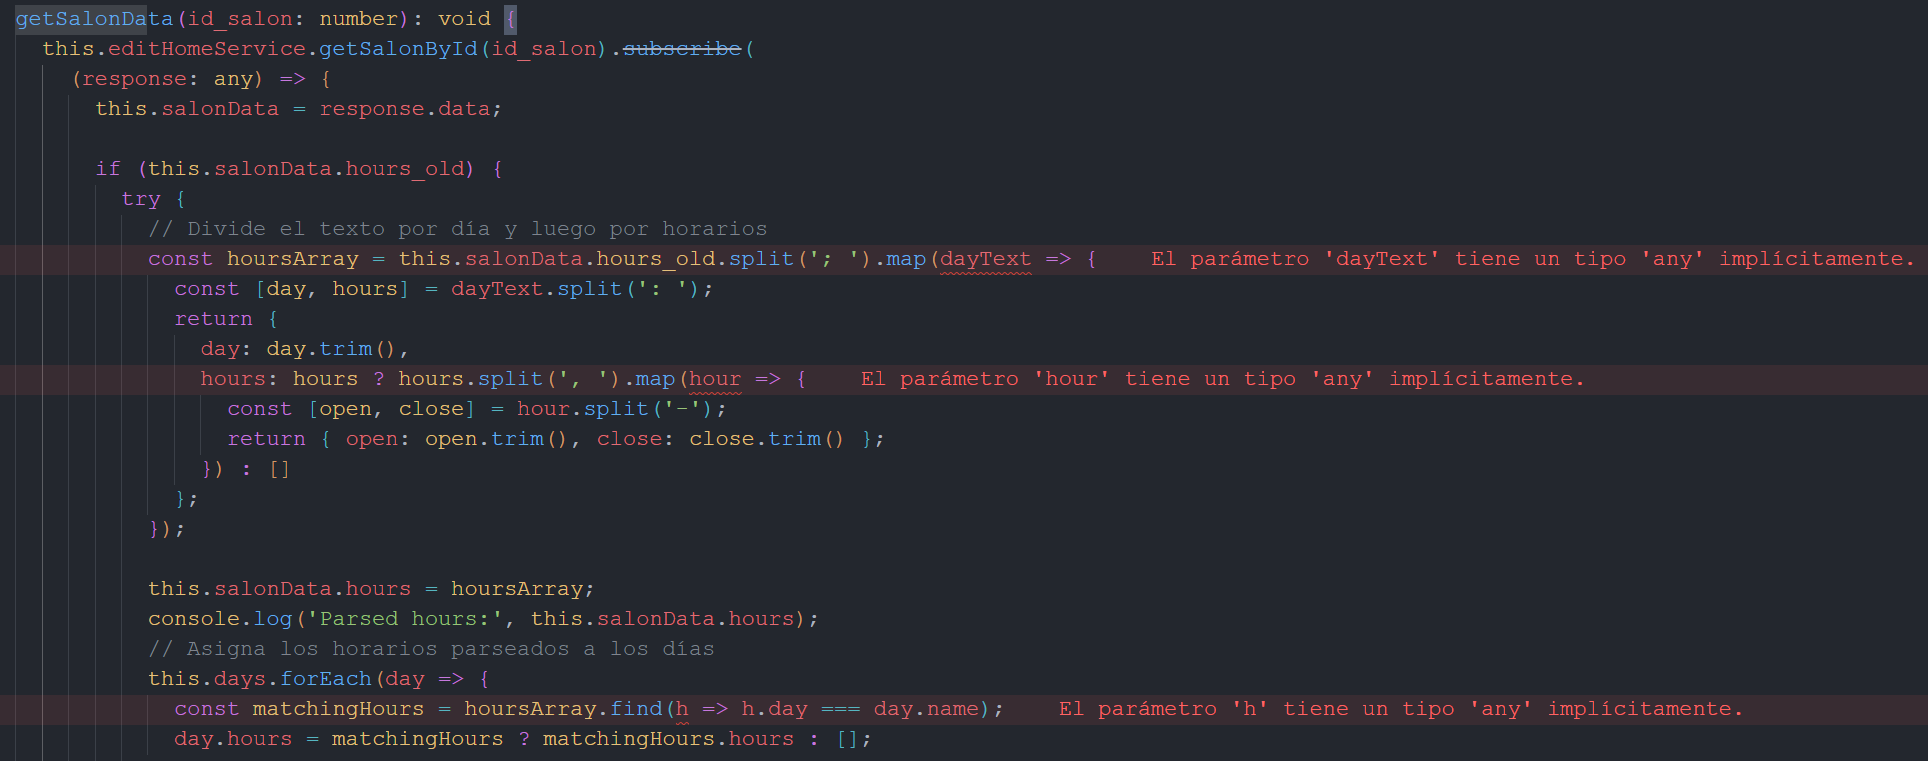 getSalonData(id_salon: number): void {
this.editHomeService.getSalonById(id_salon).subscribe(
(response: any) => {
this.salonData = response.data;
if (this.salonData.hours_old) {
try {
// Divide el texto por día y luego por horarios
const hoursArray = this.salonData.hours_old.split('; ').map(dayText => { El parámetro 'dayText' tiene un tipo 'any' implícitamente.
const [day, hours] = dayText.split(': ');
return {
day: day.trim(),
hours: hours ? hours.split(', ').map(hour => { El parámetro 'hour' tiene un tipo 'any' implícitamente.
const [open, close] = hour.split('-');
return { open: open.trim(), close: close.trim() };
}) : []
};
});
this.salonData.hours = hoursArray;
console.log('Parsed hours:', this.salonData.hours);
// Asigna los horarios parseados a los días
this.days.forEach(day => {
const matchingHours = hoursArray.find(h => h.day === day.name); El parámetro 'h' tiene un tipo 'any' implícitamente.
day.hours = matchingHours ? matchingHours.hours : [];